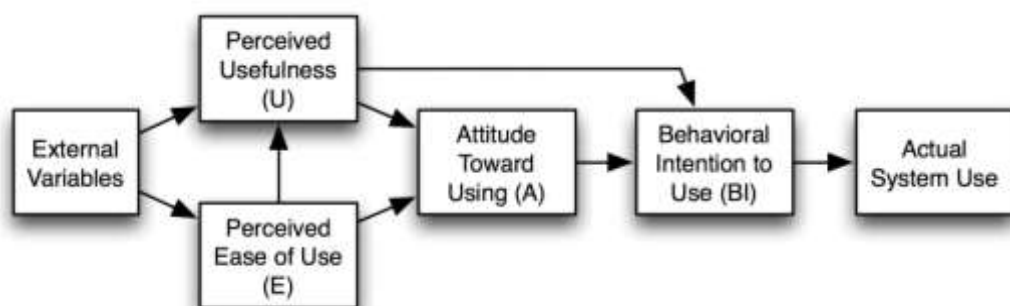 Perceived
Usefulness
(U)
External
Variables
Perceived
Ease of Use
(E)
Attitude
Toward
Using (A)
Behavioral
Intention to
Use (BI)
Actual
System Use